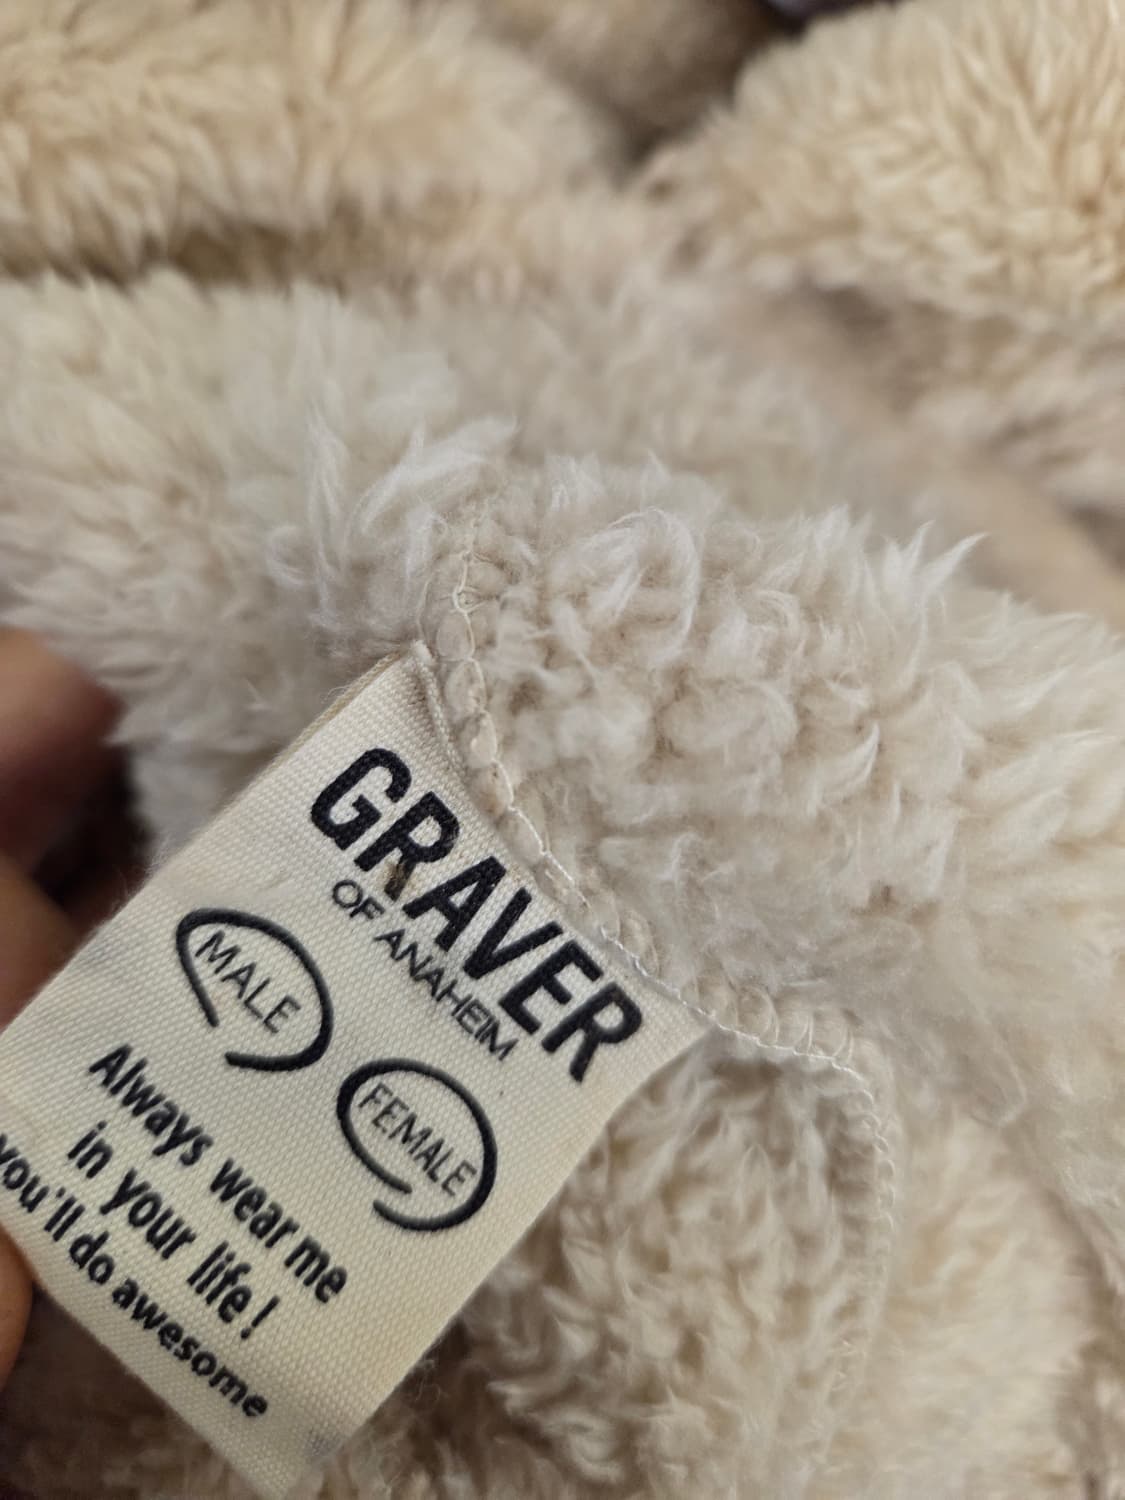 GRAVER
OF ANAHEIM
MALE
FEMALE
Always wear me
in your life !
you'll do awesome